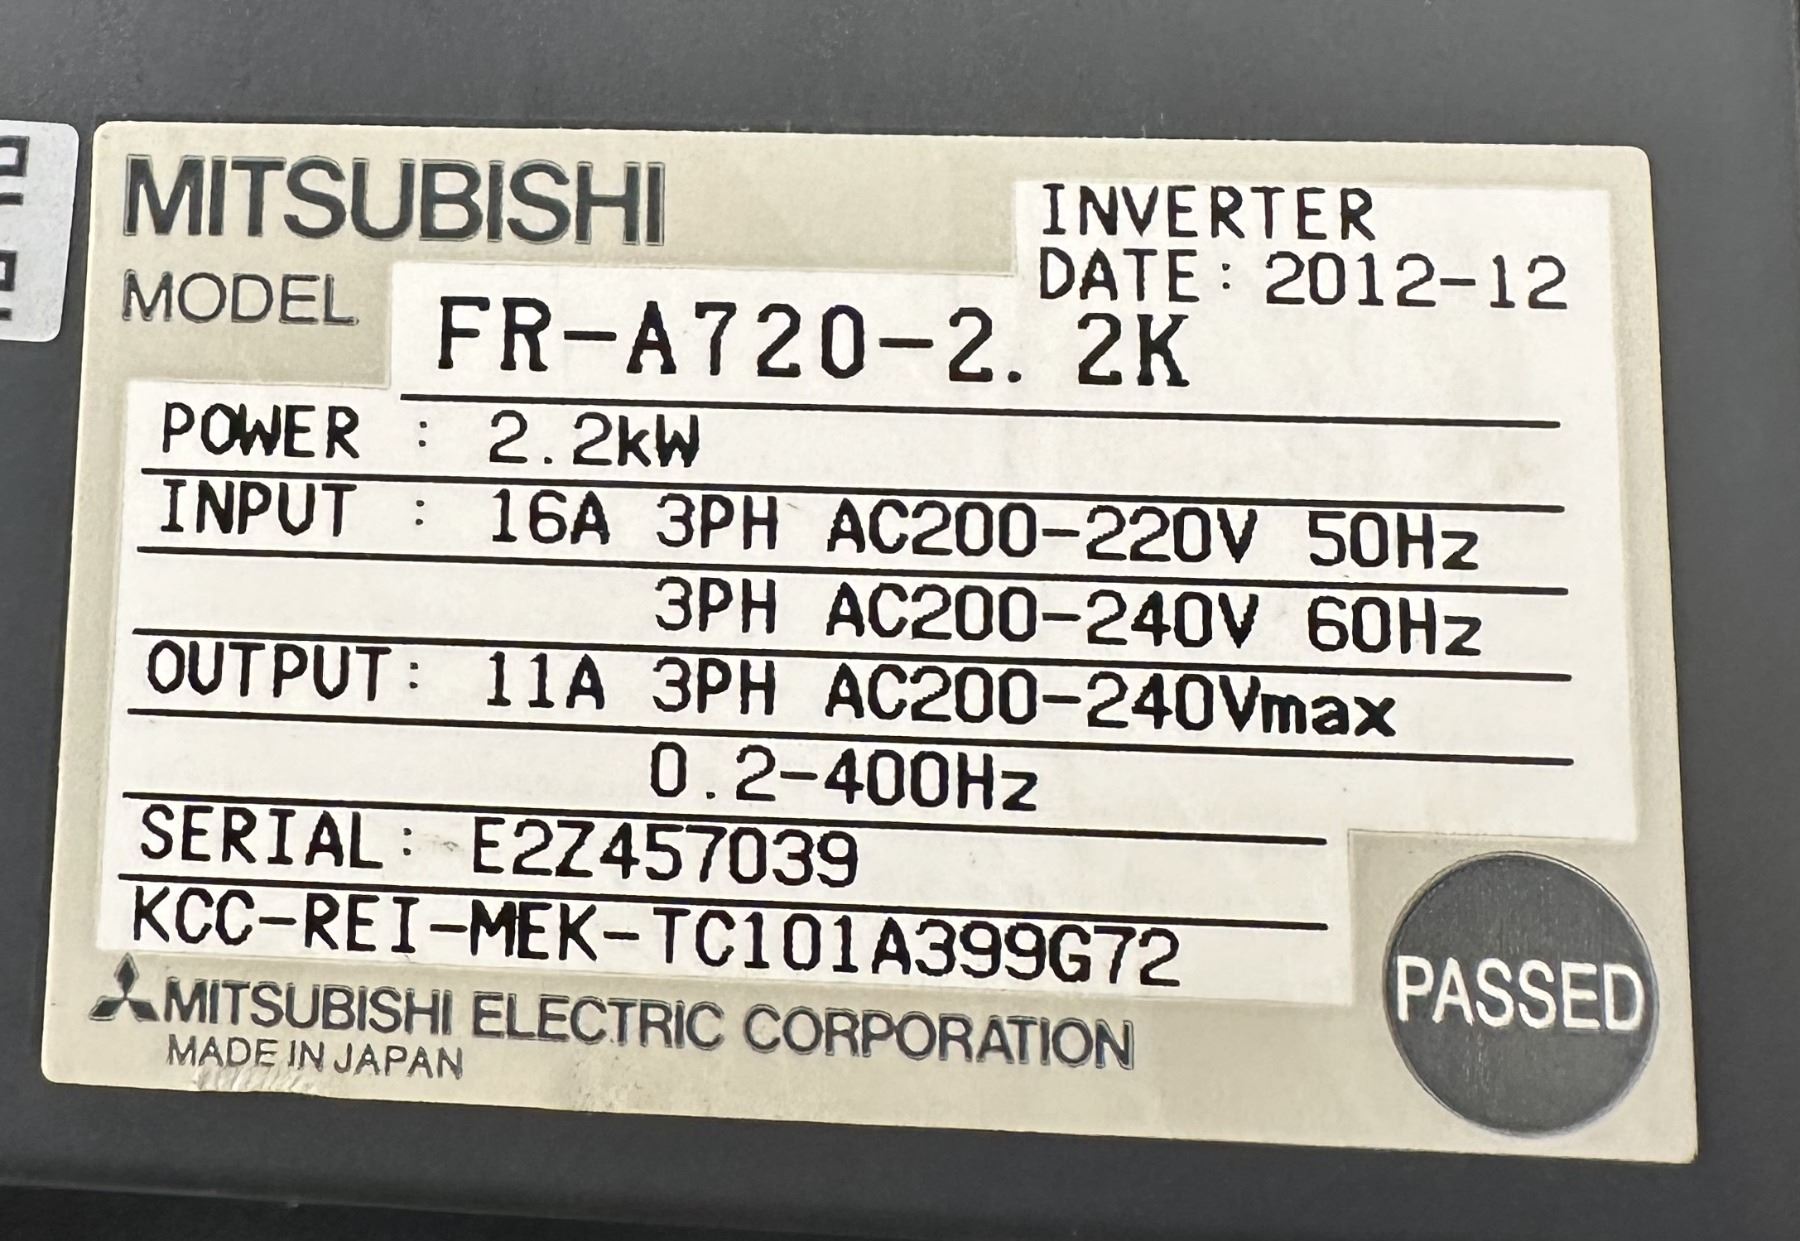 MITSUBISHI
INVERTER
DATE: 2012-12
MODEL FR-A720-2.2K
POWER : 2.2kW
INPUT : 16A 3PH AC200-220V 50Hz
3PH AC200-240V 60Hz
OUTPUT: 11A 3PH AC200-240Vmax
0.2-400Hz
SERIAL: E2Z457039
KCC-REI-MEK-TC101A399G72
PASSED
MITSUBISHI ELECTRIC CORPORATION
MADE IN JAPAN